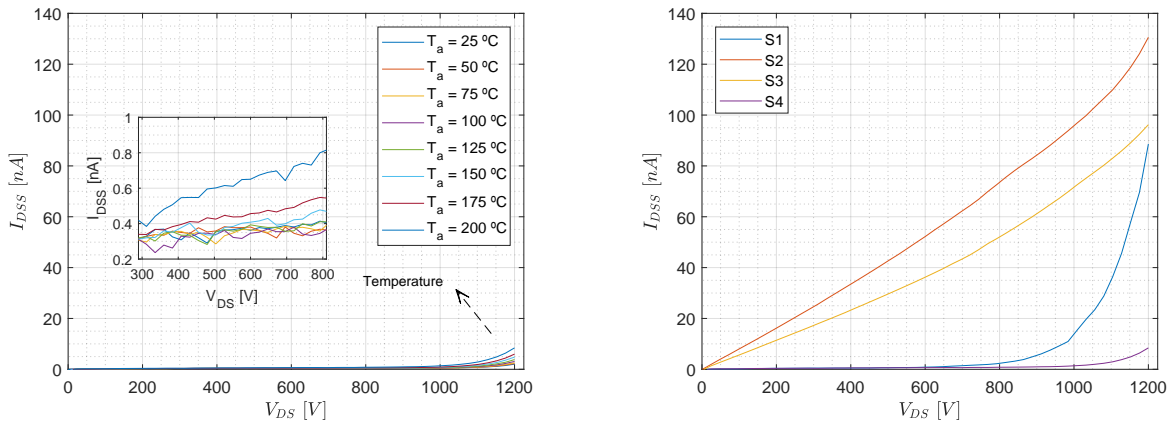 140
120
100
80
60
40
20
0
I_DSS [nA]
0 200 400 600 800 1000 1200
V_DS [V]
T_a = 25 ºC
T_a = 50 ºC
T_a = 75 ºC
T_a = 100 ºC
T_a = 125 ºC
T_a = 150 ºC
T_a = 175 ºC
T_a = 200 ºC
1
0.8
0.6
0.4
0.2
I_DSS [nA]
300 400 500 600 700 800
V_DS [V]
Temperature
140
120
100
80
60
40
20
0
I_DSS [nA]
0 200 400 600 800 1000 1200
V_DS [V]
S1
S2
S3
S4